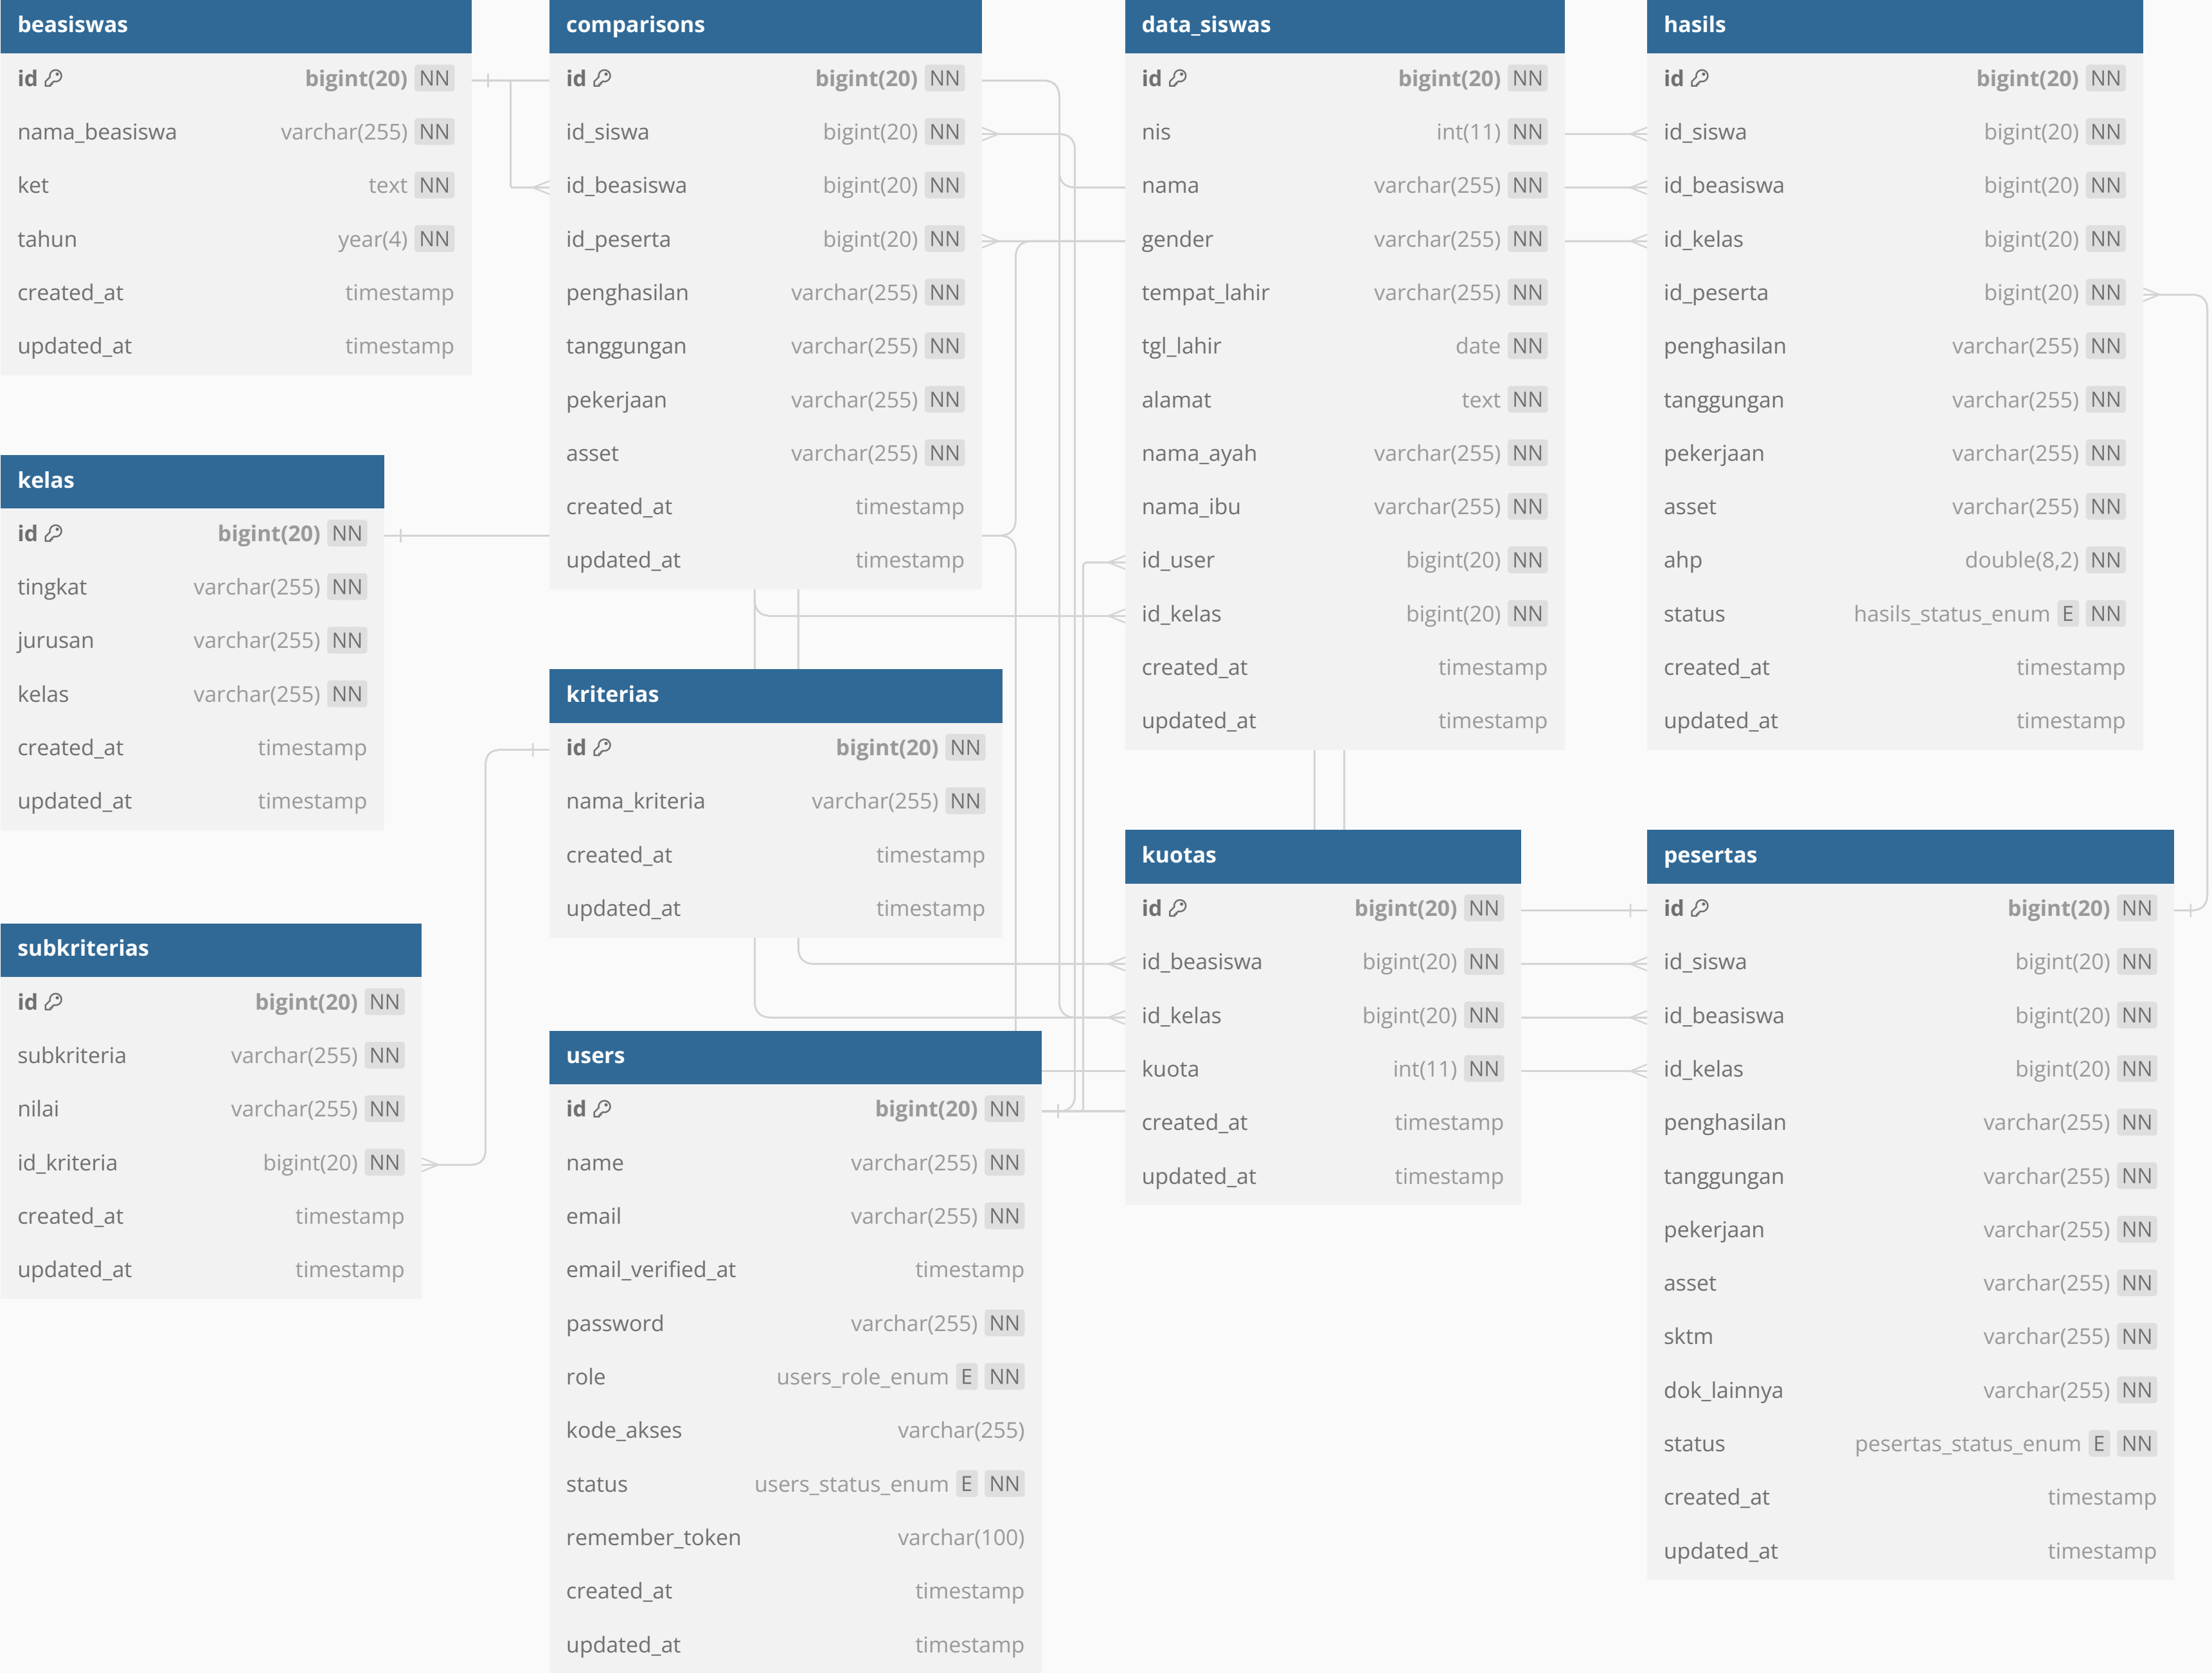 beasiswas
id bigint(20) NN
nama_beasiswa varchar(255) NN
ket text NN
tahun year(4) NN
created_at timestamp
updated_at timestamp
kelas
id bigint(20) NN
tingkat varchar(255) NN
jurusan varchar(255) NN
kelas varchar(255) NN
created_at timestamp
updated_at timestamp
subkriterias
id bigint(20) NN
subkriteria varchar(255) NN
nilai varchar(255) NN
id_kriteria bigint(20) NN
created_at timestamp
updated_at timestamp
comparisons
id bigint(20) NN
id_siswa bigint(20) NN
id_beasiswa bigint(20) NN
id_peserta bigint(20) NN
penghasilan varchar(255) NN
tanggungan varchar(255) NN
pekerjaan varchar(255) NN
asset varchar(255) NN
created_at timestamp
updated_at timestamp
kriterias
id bigint(20) NN
nama_kriteria varchar(255) NN
created_at timestamp
updated_at timestamp
users
id bigint(20) NN
name varchar(255) NN
email varchar(255) NN
email_verified_at timestamp
password varchar(255) NN
role users_role_enum E NN
kode_akses varchar(255)
status users_status_enum E NN
remember_token varchar(100)
created_at timestamp
updated_at timestamp
data_siswas
id bigint(20) NN
nis int(11) NN
nama varchar(255) NN
gender varchar(255) NN
tempat_lahir varchar(255) NN
tgl_lahir date NN
alamat text NN
nama_ayah varchar(255) NN
nama_ibu varchar(255) NN
id_user bigint(20) NN
id_kelas bigint(20) NN
created_at timestamp
updated_at timestamp
kuotas
id bigint(20) NN
id_beasiswa bigint(20) NN
id_kelas bigint(20) NN
kuota int(11) NN
created_at timestamp
updated_at timestamp
hasils
id bigint(20) NN
id_siswa bigint(20) NN
id_beasiswa bigint(20) NN
id_kelas bigint(20) NN
id_peserta bigint(20) NN
penghasilan varchar(255) NN
tanggungan varchar(255) NN
pekerjaan varchar(255) NN
asset varchar(255) NN
ahp double(8,2) NN
status hasils_status_enum E NN
created_at timestamp
updated_at timestamp
pesertas
id bigint(20) NN
id_siswa bigint(20) NN
id_beasiswa bigint(20) NN
id_kelas bigint(20) NN
penghasilan varchar(255) NN
tanggungan varchar(255) NN
pekerjaan varchar(255) NN
asset varchar(255) NN
sktm varchar(255) NN
dok_lainnya varchar(255) NN
status pesertas_status_enum E NN
created_at timestamp
updated_at timestamp